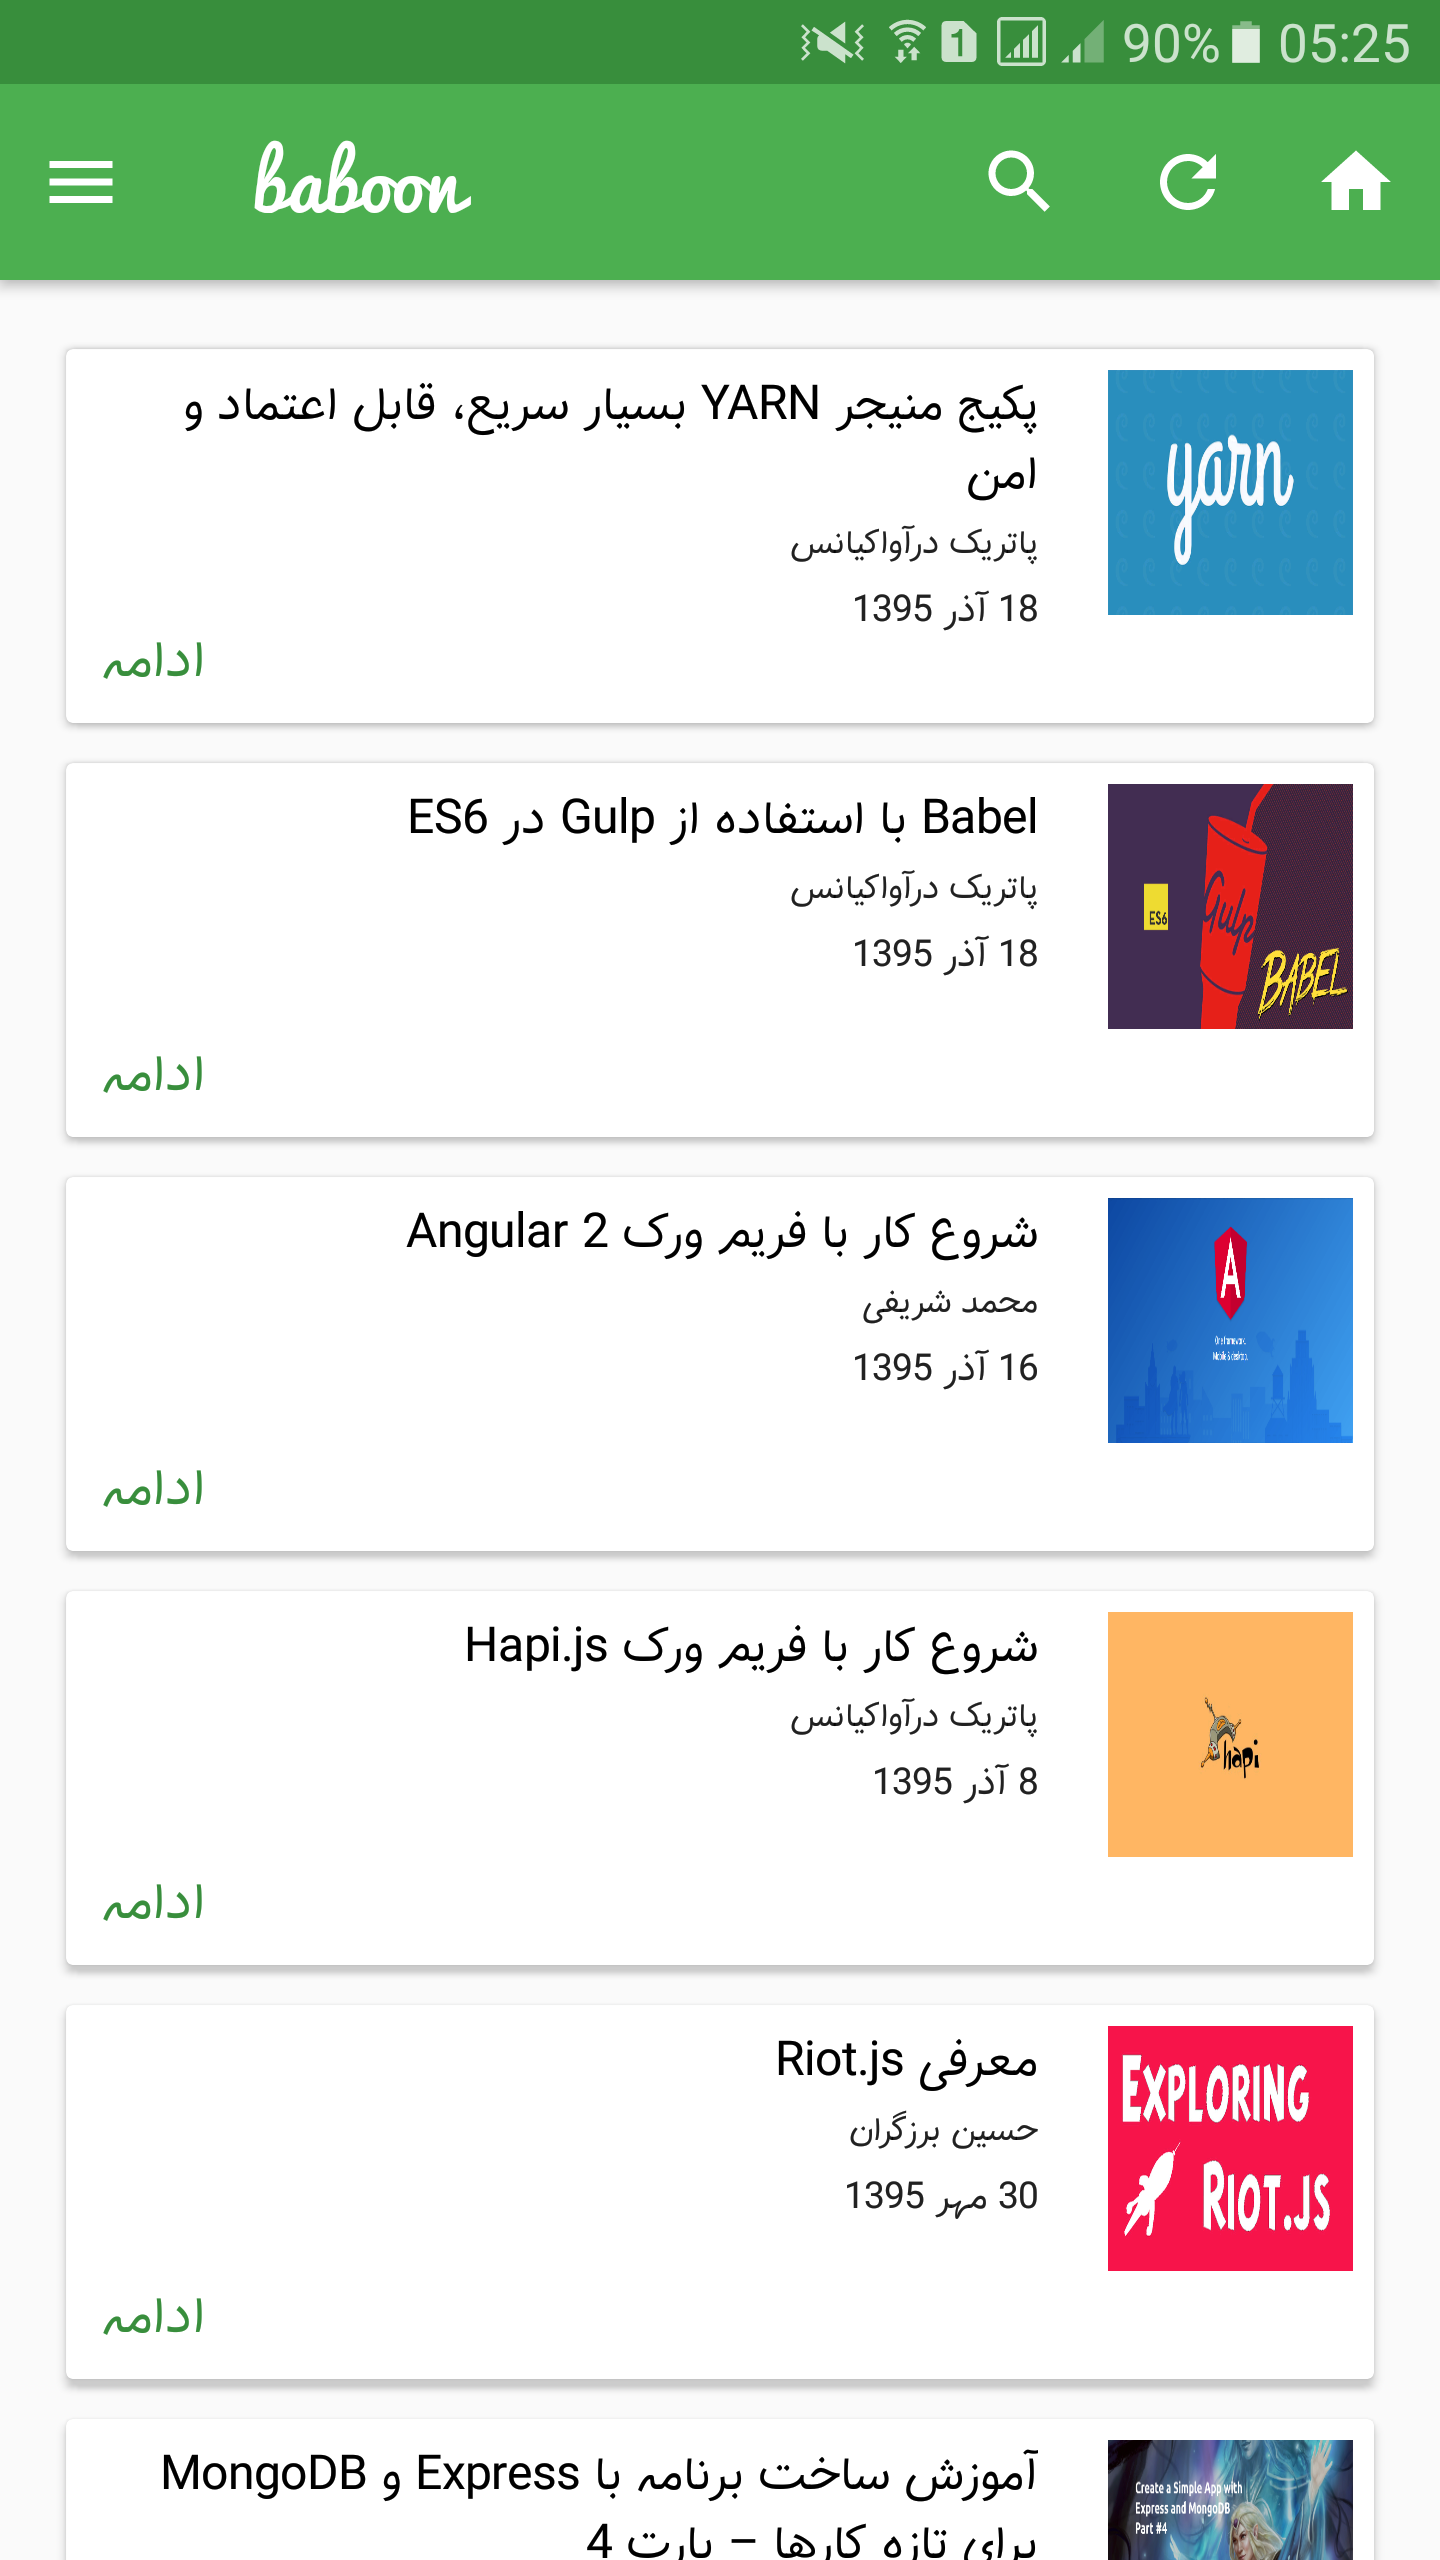 1 90% 05:25
baboon
پکیج منیجر YARN بسیار سریع، قابل اعتماد و
امن
پاتریک درآواکیانس
18 آذر 1395
ادامه
yarn
Babel با استفاده از Gulp در ES6
پاتریک درآواکیانس
18 آذر 1395
ادامه
ES6
Gulp
BABEL
شروع کار با فریم ورک Angular 2
محمد شریفی
16 آذر 1395
ادامه
A
One framework.
Mobile & desktop.
شروع کار با فریم ورک Hapi.js
پاتریک درآواکیانس
8 آذر 1395
ادامه
hapi
معرفی Riot.js
حسین برزگران
30 مهر 1395
ادامه
EXPLORING
RIOT.JS
آموزش ساخت برنامه با Express و MongoDB
برای تازه کارها – پارت 4
Create a Simple App with
Express and MongoDB
Part #4